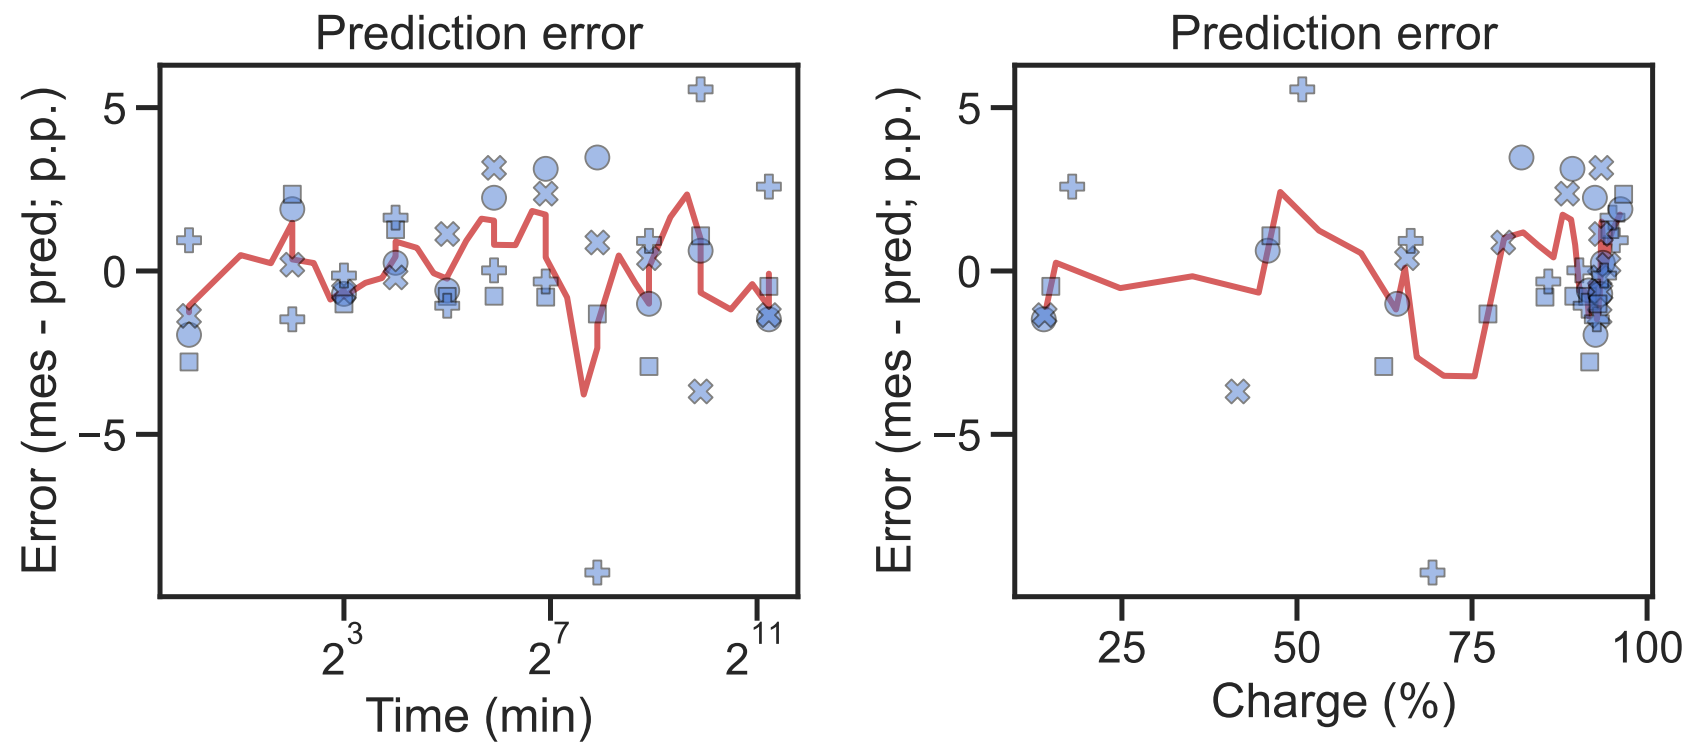 Prediction error
Error (mes - pred; p.p.)
5
0
−5
2^3
2^7
2^11
Time (min)
Prediction error
Error (mes - pred; p.p.)
5
0
−5
25
50
75
100
Charge (%)